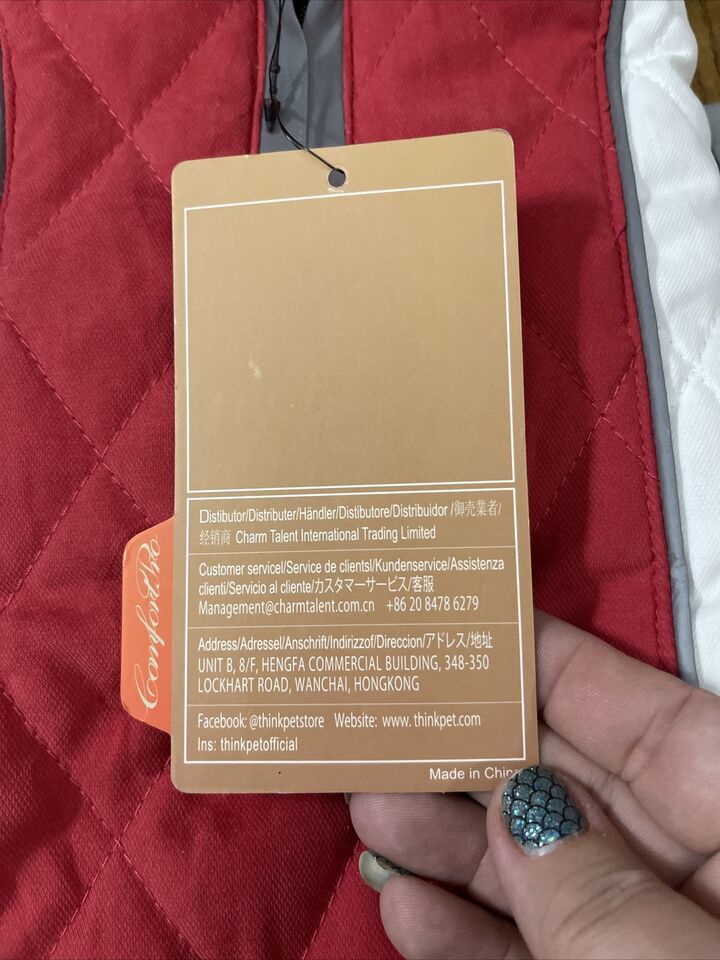 Distibutor/Distributer/Händler/Distibutore/Distribuidor /御売業者/
经销商 Charm Talent International Trading Limited
Customer servicel/Service de clientsl/Kundenservice/Assistenza
clienti/Servicio al cliente/カスタマーサービス/客服
Management@charmtalent.com.cn +86 20 8478 6279
Address/Adressel/Anschrift/Indirizzof/Direccion/アドレス/地址
UNIT B, 8/F, HENGFA COMMERCIAL BUILDING, 348-350
LOCKHART ROAD, WANCHAI, HONGKONG
Facebook: @thinkpetstore Website: www. thinkpet.com
Ins: thinkpetofficial
Made in Chin